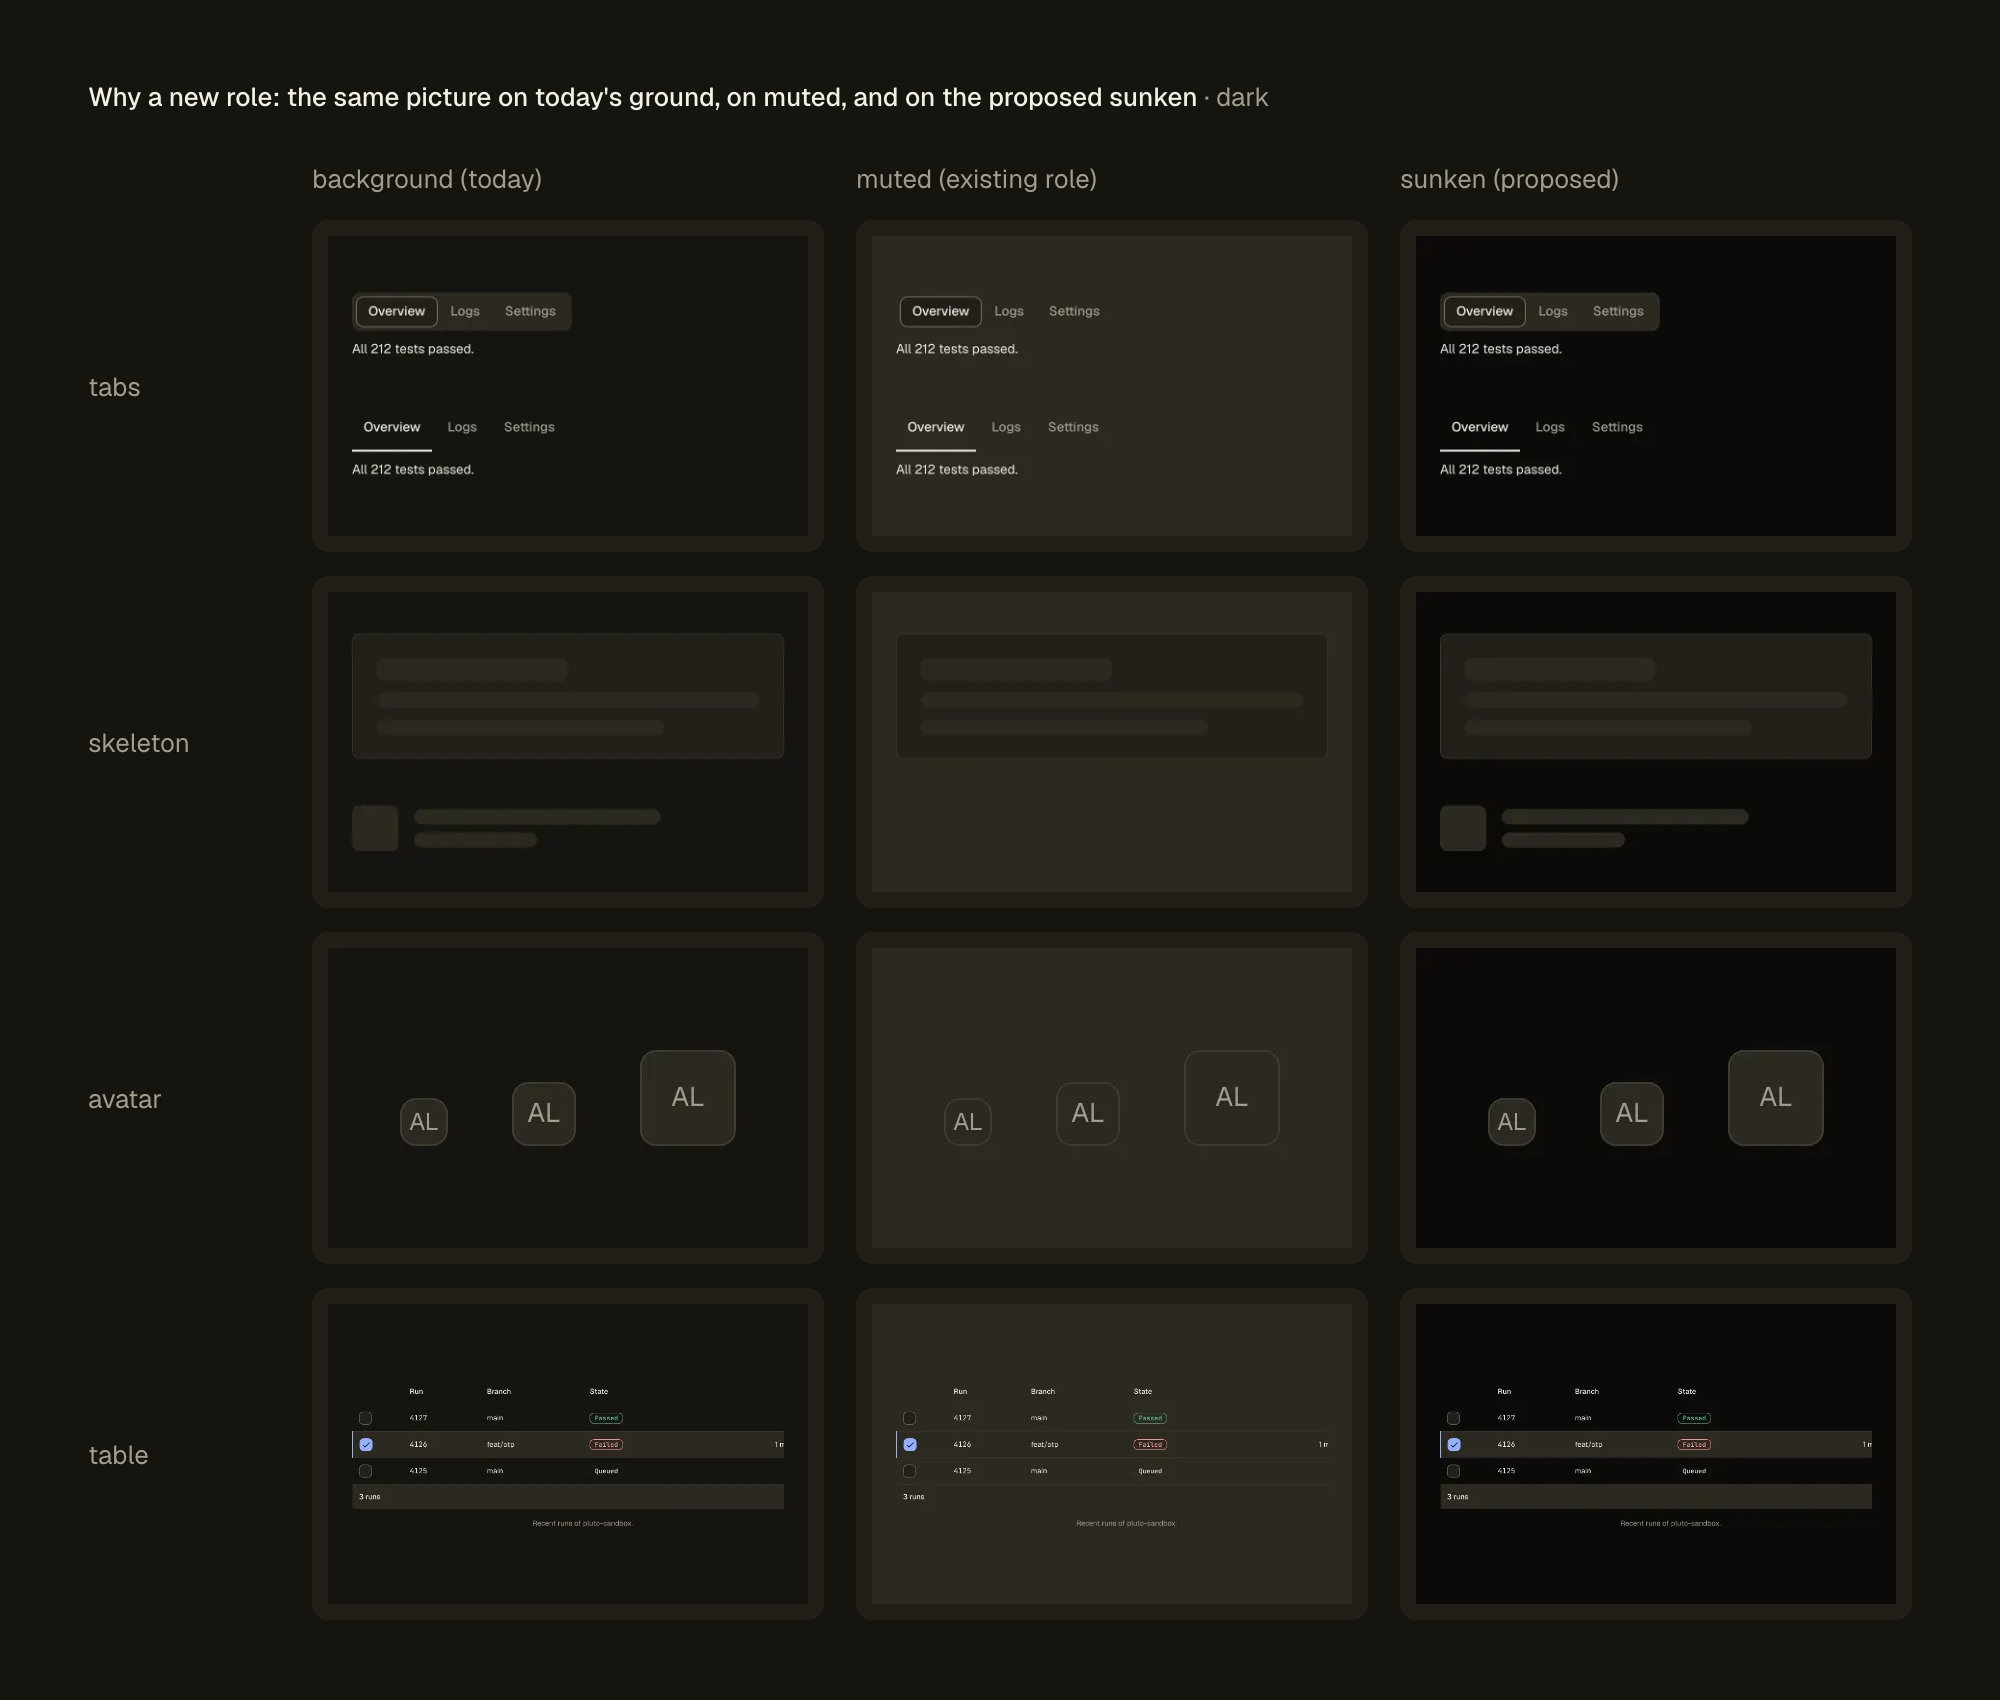 Why a new role: the same picture on today's ground, on muted, and on the proposed sunken · dark
background (today)
muted (existing role)
sunken (proposed)
tabs
Overview Logs Settings
All 212 tests passed.
Overview Logs Settings
All 212 tests passed.
Overview Logs Settings
All 212 tests passed.
Overview Logs Settings
All 212 tests passed.
Overview Logs Settings
All 212 tests passed.
Overview Logs Settings
All 212 tests passed.
skeleton
avatar
AL AL AL
AL AL AL
AL AL AL
table
Run Branch State
4127 main Passed
4126 feat/otp Failed 1 m
4125 main Queued
3 runs
Recent runs of pluto-sandbox.
Run Branch State
4127 main Passed
4126 feat/otp Failed 1 m
4125 main Queued
3 runs
Recent runs of pluto-sandbox.
Run Branch State
4127 main Passed
4126 feat/otp Failed 1 m
4125 main Queued
3 runs
Recent runs of pluto-sandbox.